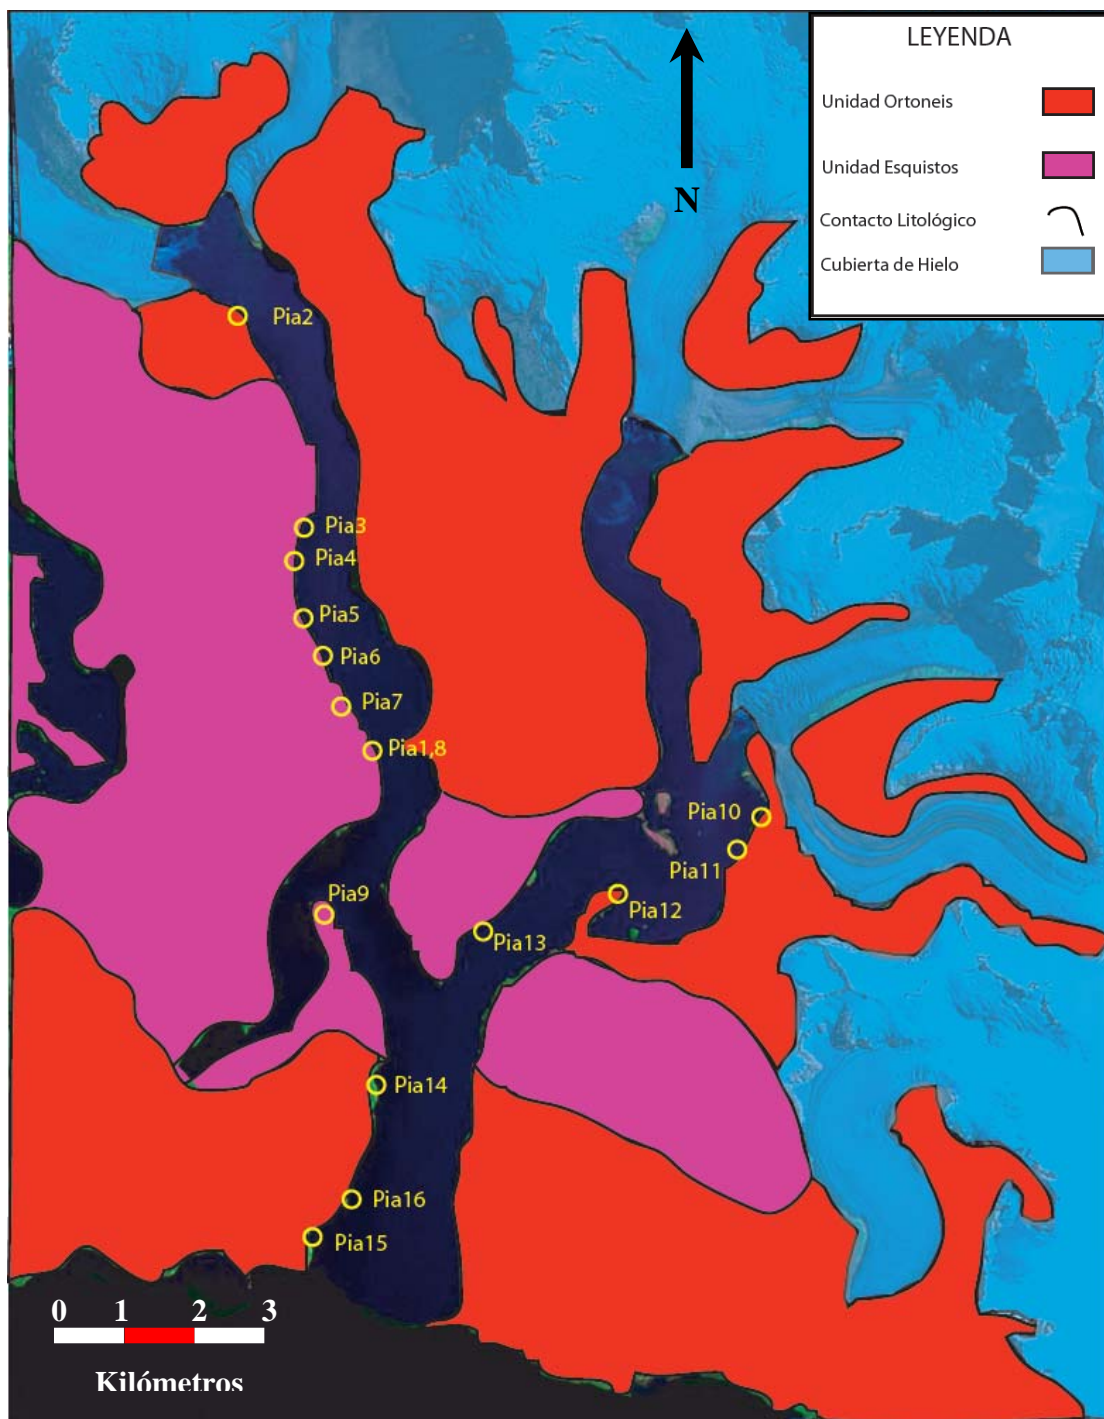 LEYENDA
Unidad Ortoneis
Unidad Esquistos
Contacto Litológico
Cubierta de Hielo
N
Pia2
Pia3
Pia4
Pia5
Pia6
Pia7
Pia1,8
Pia10
Pia11
Pia9
Pia12
Pia13
Pia14
Pia16
Pia15
0 1 2 3
Kilómetros